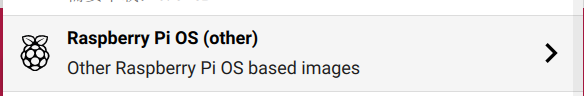 Raspberry Pi OS (other)
Other Raspberry Pi OS based images